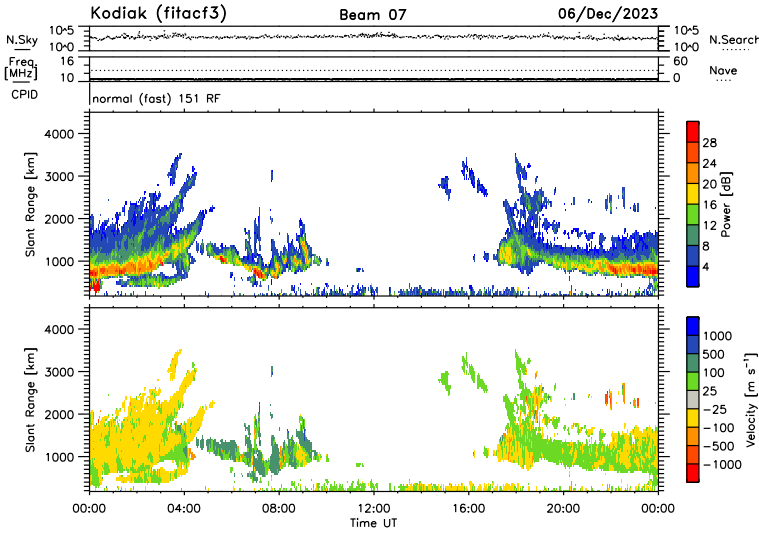 Kodiak (fitacf3) Beam 07 06/Dec/2023
N.Sky 10^5 10^0 10^5 10^0 N.Search
Freq. [MHz] 16 10 60 0 Nave
CPID normal (fast) 151 RF
Slant Range [km] 4000 3000 2000 1000
Power [dB] 28 24 20 16 12 8 4
Slant Range [km] 4000 3000 2000 1000
Velocity [m s⁻¹] 1000 500 100 25 -25 -100 -500 -1000
00:00 04:00 08:00 12:00 16:00 20:00 00:00
Time UT